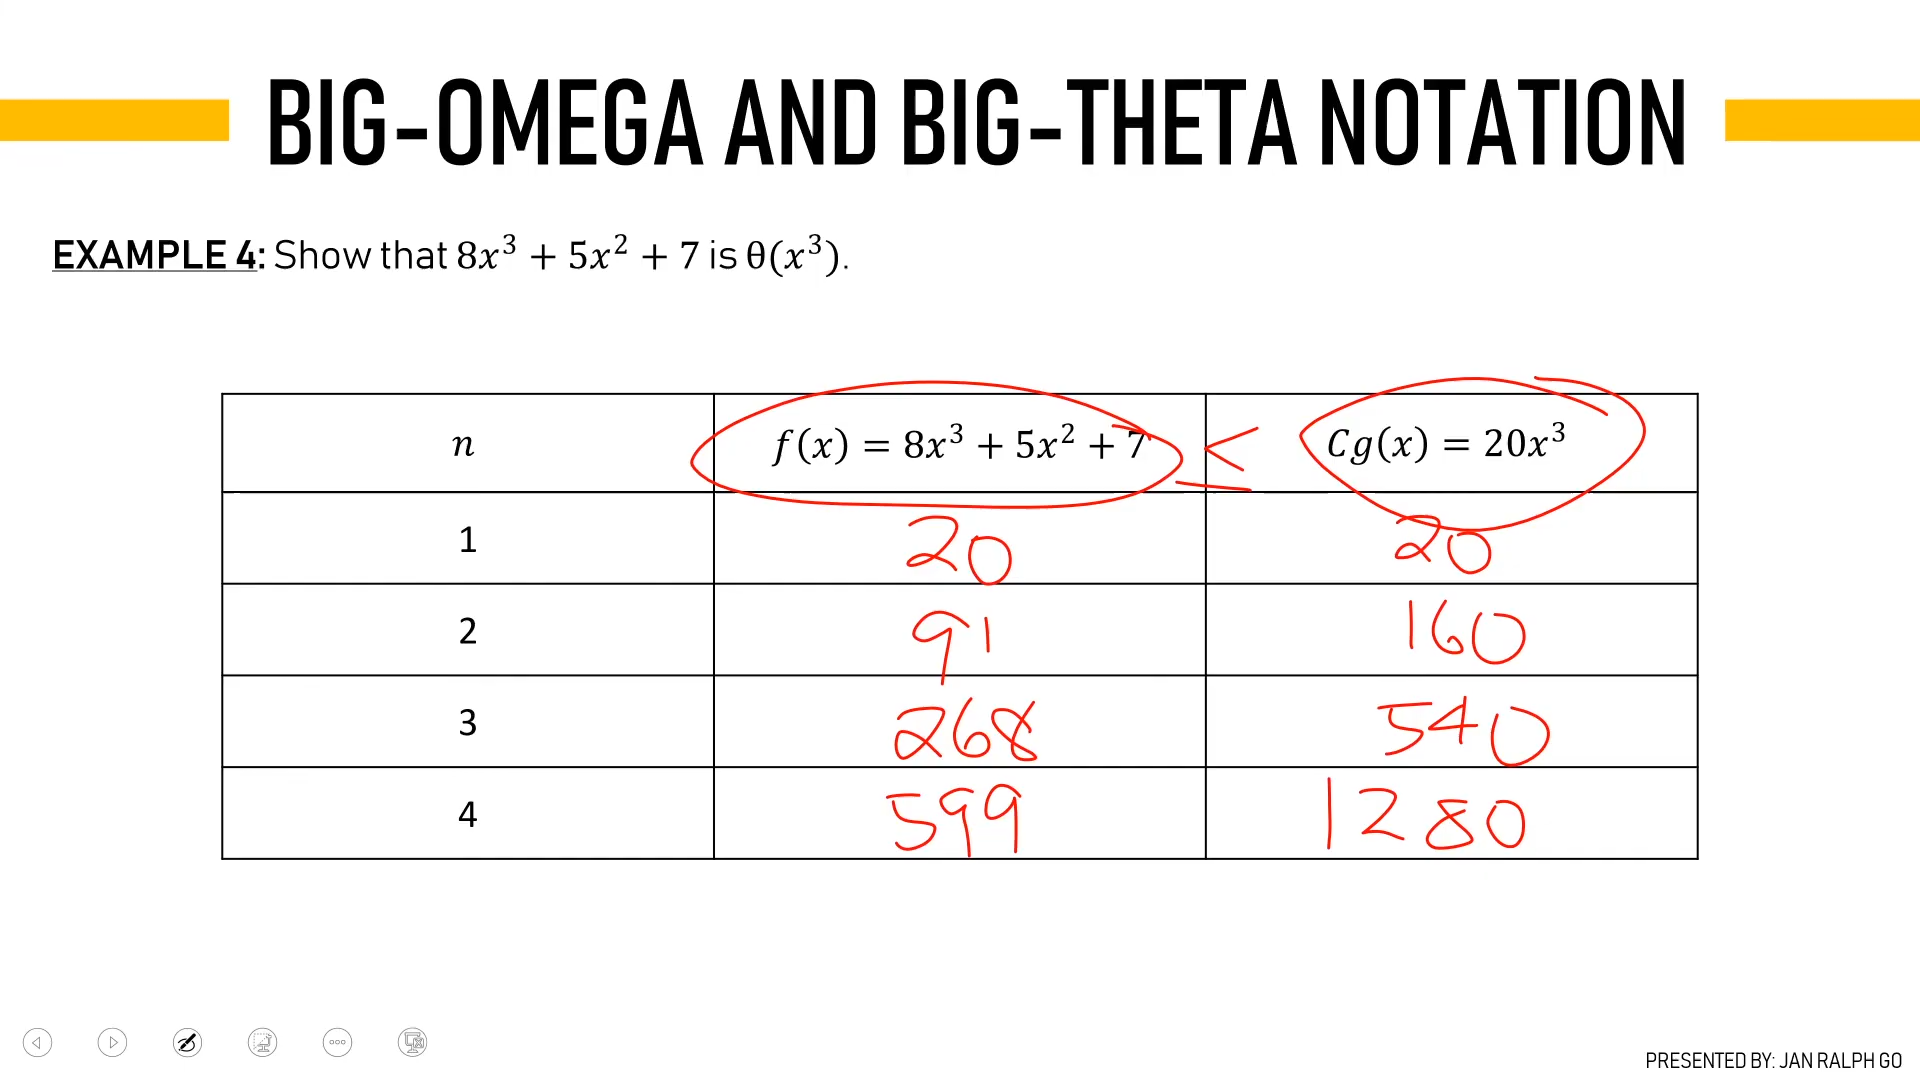 BIG-OMEGA AND BIG-THETA NOTATION
EXAMPLE 4: Show that 8x³ + 5x² + 7 is θ(x³).
n f(x) = 8x³ + 5x² + 7 ≤ Cg(x) = 20x³
1 20 20
2 91 160
3 268 540
4 599 1280
PRESENTED BY: JAN RALPH GO